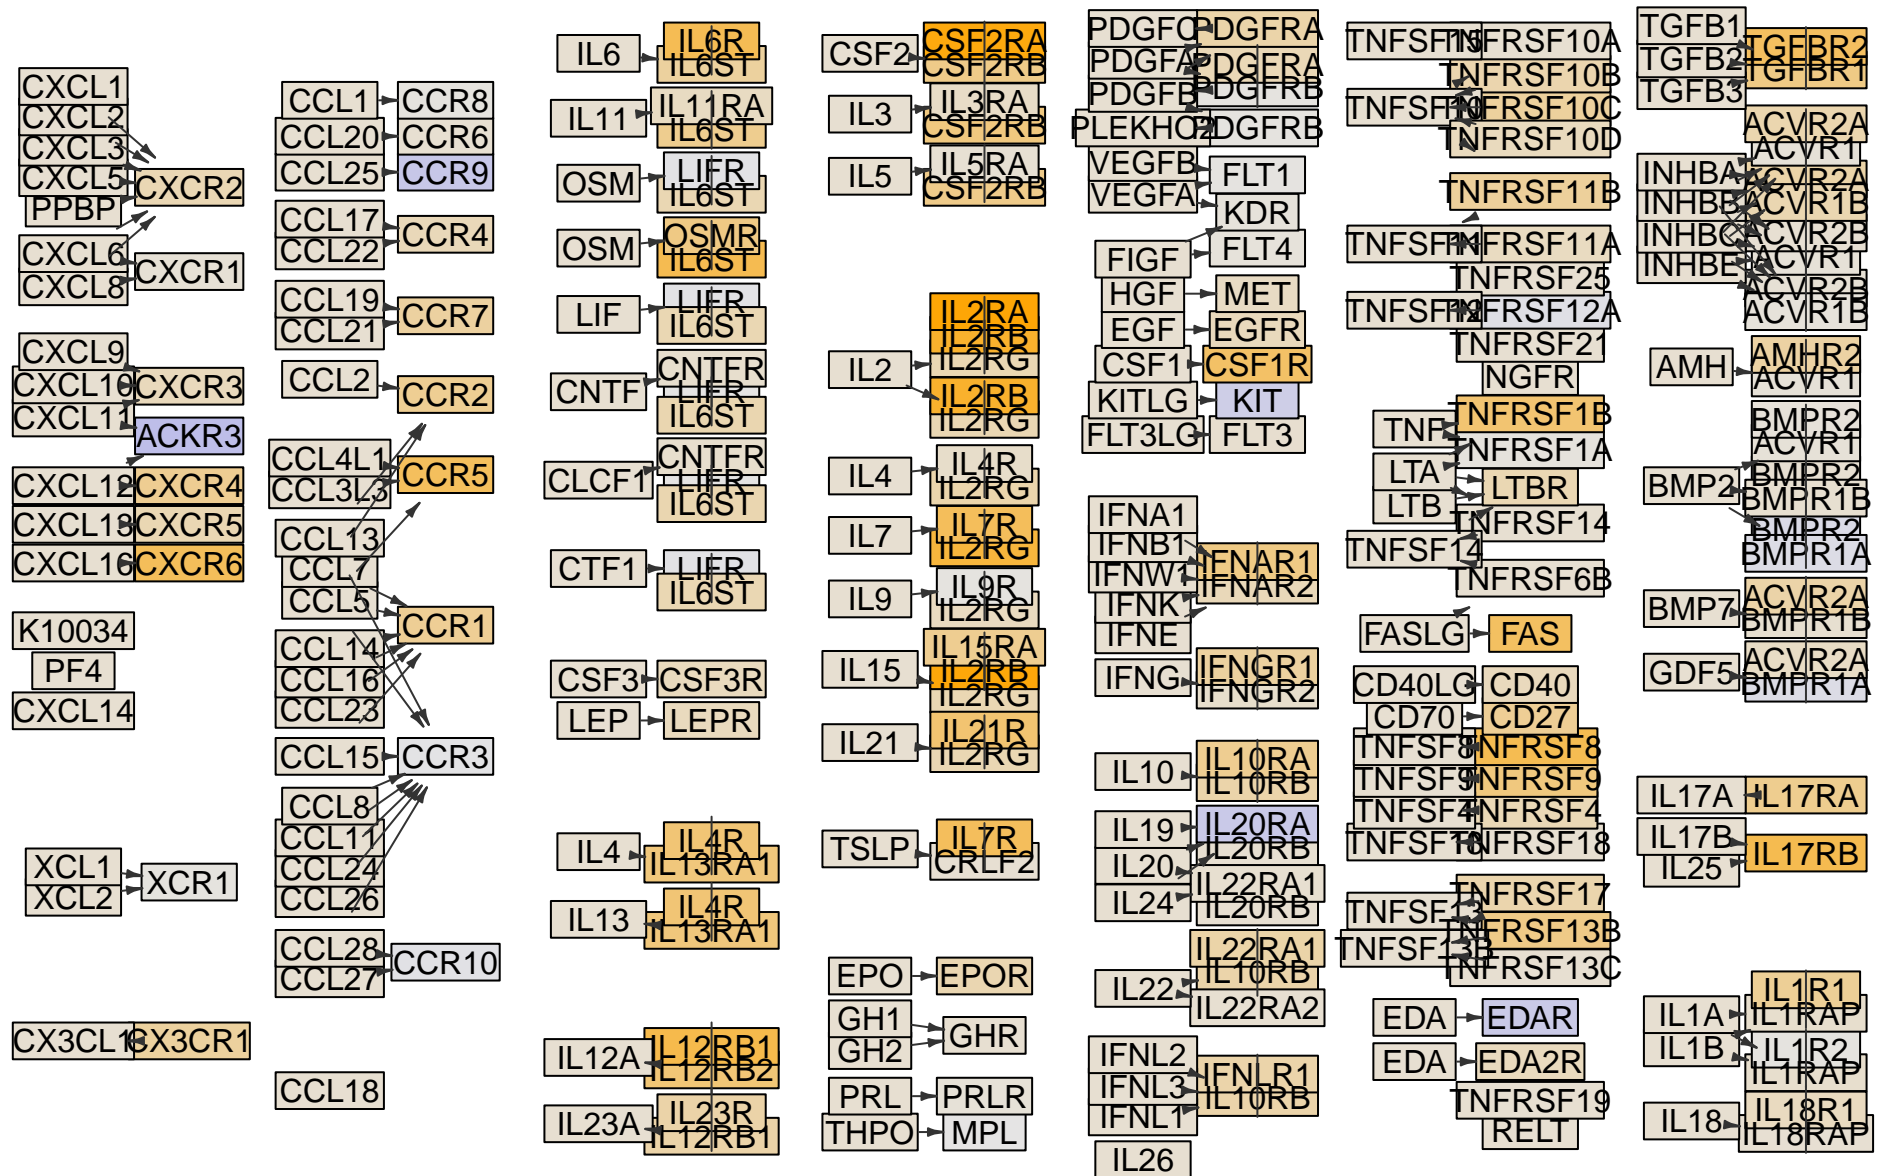 CXCL1
CXCL2
CXCL3
CXCL5
PPBP
CXCR2
CXCL6
CXCL8
CXCR1
CXCL9
CXCL10
CXCL11
CXCR3
ACKR3
CXCL12
CXCR4
CXCL13
CXCR5
CXCL16
CXCR6
K10034
PF4
CXCL14
XCL1
XCL2
XCR1
CX3CL1
CX3CR1
CCL1
CCR8
CCL20
CCR6
CCL25
CCR9
CCL17
CCL22
CCR4
CCL19
CCL21
CCR7
CCL2
CCR2
CCL4L1
CCL3L3
CCR5
CCL13
CCL7
CCL5
CCR1
CCL14
CCL16
CCL23
CCL15
CCR3
CCL8
CCL11
CCL24
CCL26
CCL28
CCL27
CCR10
CCL18
IL6
IL6R
IL6ST
IL11
IL11RA
IL6ST
OSM
LIFR
IL6ST
OSM
OSMR
IL6ST
LIF
LIFR
IL6ST
CNTF
CNTFR
LIFR
IL6ST
CLCF1
CNTFR
LIFR
IL6ST
CTF1
LIFR
IL6ST
CSF3
CSF3R
LEP
LEPR
IL4
IL4R
IL13RA1
IL13
IL4R
IL13RA1
IL12A
IL12RB1
IL12RB2
IL23A
IL23R
IL12RB1
CSF2
CSF2RA
CSF2RB
IL3
IL3RA
CSF2RB
IL5
IL5RA
CSF2RB
IL2
IL2RA
IL2RB
IL2RG
IL2RB
IL2RG
IL4
IL4R
IL2RG
IL7
IL7R
IL2RG
IL9
IL9R
IL2RG
IL15
IL15RA
IL2RB
IL2RG
IL21
IL21R
IL2RG
TSLP
IL7R
CRLF2
EPO
EPOR
GH1
GH2
GHR
PRL
PRLR
THPO
MPL
PDGFC
PDGFRA
PDGFA
PDGFRA
PDGFB
PDGFRB
PLEKHO2
PDGFRB
VEGFB
VEGFA
FLT1
KDR
FIGF
FLT4
HGF
MET
EGF
EGFR
CSF1
CSF1R
KITLG
KIT
FLT3LG
FLT3
IFNA1
IFNB1
IFNW1
IFNK
IFNE
IFNAR1
IFNAR2
IFNG
IFNGR1
IFNGR2
IL10
IL10RA
IL10RB
IL19
IL20RA
IL20RB
IL20
IL24
IL22RA1
IL20RB
IL22
IL22RA1
IL10RB
IL22RA2
IFNL2
IFNL3
IFNL1
IFNLR1
IL10RB
IL26
TNFSF15
TNFRSF10A
TNFRSF10B
TNFSF10
TNFRSF10C
TNFRSF10D
TNFRSF11B
TNFSF11
TNFRSF11A
TNFRSF25
TNFSF12
TNFRSF12A
TNFRSF21
NGFR
TNF
TNFRSF1B
TNFRSF1A
LTA
LTB
LTBR
TNFRSF14
TNFSF14
TNFRSF6B
FASLG
FAS
CD40LG
CD40
CD70
CD27
TNFSF8
TNFRSF8
TNFSF9
TNFRSF9
TNFSF4
TNFRSF4
TNFSF18
TNFRSF18
TNFRSF17
TNFSF13
TNFRSF13B
TNFSF13B
TNFRSF13C
EDA
EDAR
EDA
EDA2R
TNFRSF19
RELT
TGFB1
TGFB2
TGFB3
TGFBR2
TGFBR1
ACVR2A
ACVR1
INHBA
ACVR2A
ACVR1B
INHBB
INHBC
ACVR2B
ACVR1
INHBE
ACVR2B
ACVR1B
AMH
AMHR2
ACVR1
BMPR2
ACVR1
BMP2
BMPR2
BMPR1B
BMPR2
BMPR1A
BMP7
ACVR2A
BMPR1B
GDF5
ACVR2A
BMPR1A
IL17A
IL17RA
IL17B
IL25
IL17RB
IL1A
IL1R1
IL1RAP
IL1B
IL1R2
IL1RAP
IL18
IL18R1
IL18RAP